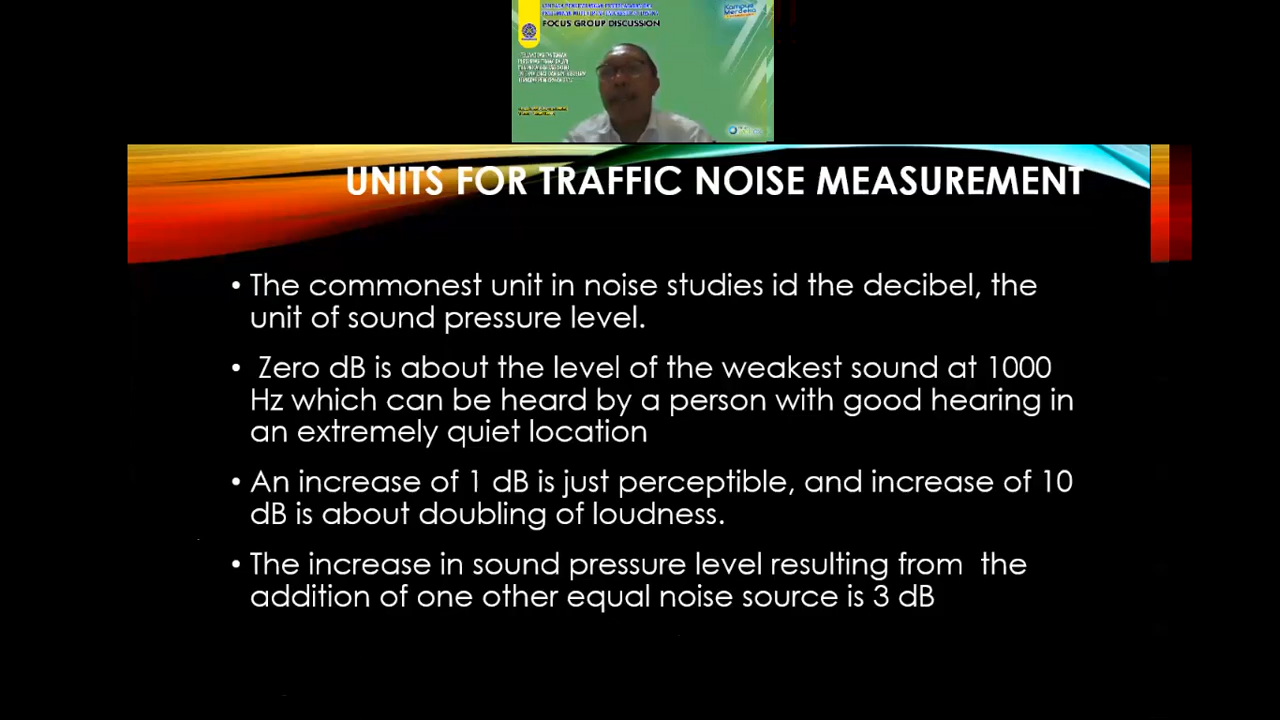 FOCUS GROUP DISCUSSION
Kampus
Merdeka
UNITS FOR TRAFFIC NOISE MEASUREMENT
• The commonest unit in noise studies id the decibel, the
unit of sound pressure level.
• Zero dB is about the level of the weakest sound at 1000
Hz which can be heard by a person with good hearing in
an extremely quiet location
• An increase of 1 dB is just perceptible, and increase of 10
dB is about doubling of loudness.
• The increase in sound pressure level resulting from the
addition of one other equal noise source is 3 dB